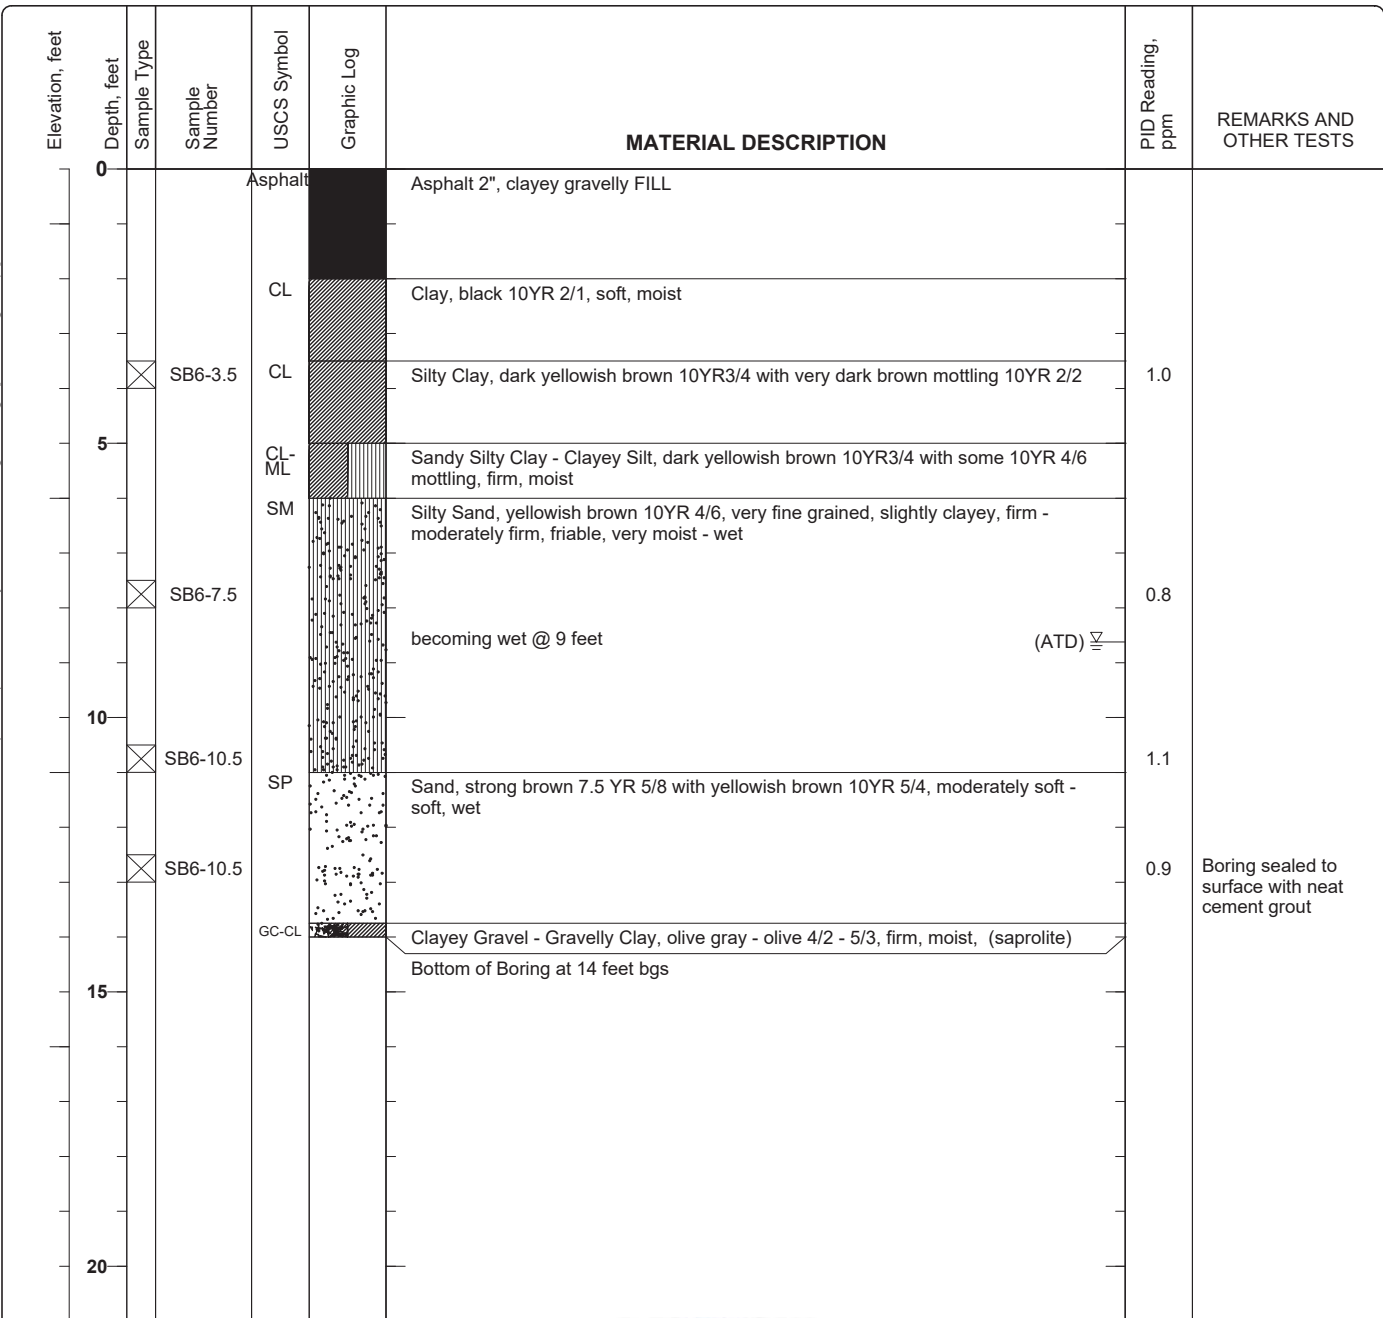 Elevation, feet
Depth, feet
Sample Type
Sample
Number
USCS Symbol
Graphic Log
MATERIAL DESCRIPTION
PID Reading,
ppm
REMARKS AND
OTHER TESTS
0
Asphalt
Asphalt 2", clayey gravelly FILL
CL
Clay, black 10YR 2/1, soft, moist
SB6-3.5
CL
Silty Clay, dark yellowish brown 10YR3/4 with very dark brown mottling 10YR 2/2
1.0
5
CL-
ML
Sandy Silty Clay - Clayey Silt, dark yellowish brown 10YR3/4 with some 10YR 4/6
mottling, firm, moist
SM
Silty Sand, yellowish brown 10YR 4/6, very fine grained, slightly clayey, firm -
moderately firm, friable, very moist - wet
SB6-7.5
0.8
becoming wet @ 9 feet
(ATD)
10
SB6-10.5
1.1
SP
Sand, strong brown 7.5 YR 5/8 with yellowish brown 10YR 5/4, moderately soft -
soft, wet
SB6-10.5
0.9
Boring sealed to
surface with neat
cement grout
GC-CL
Clayey Gravel - Gravelly Clay, olive gray - olive 4/2 - 5/3, firm, moist, (saprolite)
Bottom of Boring at 14 feet bgs
15
20